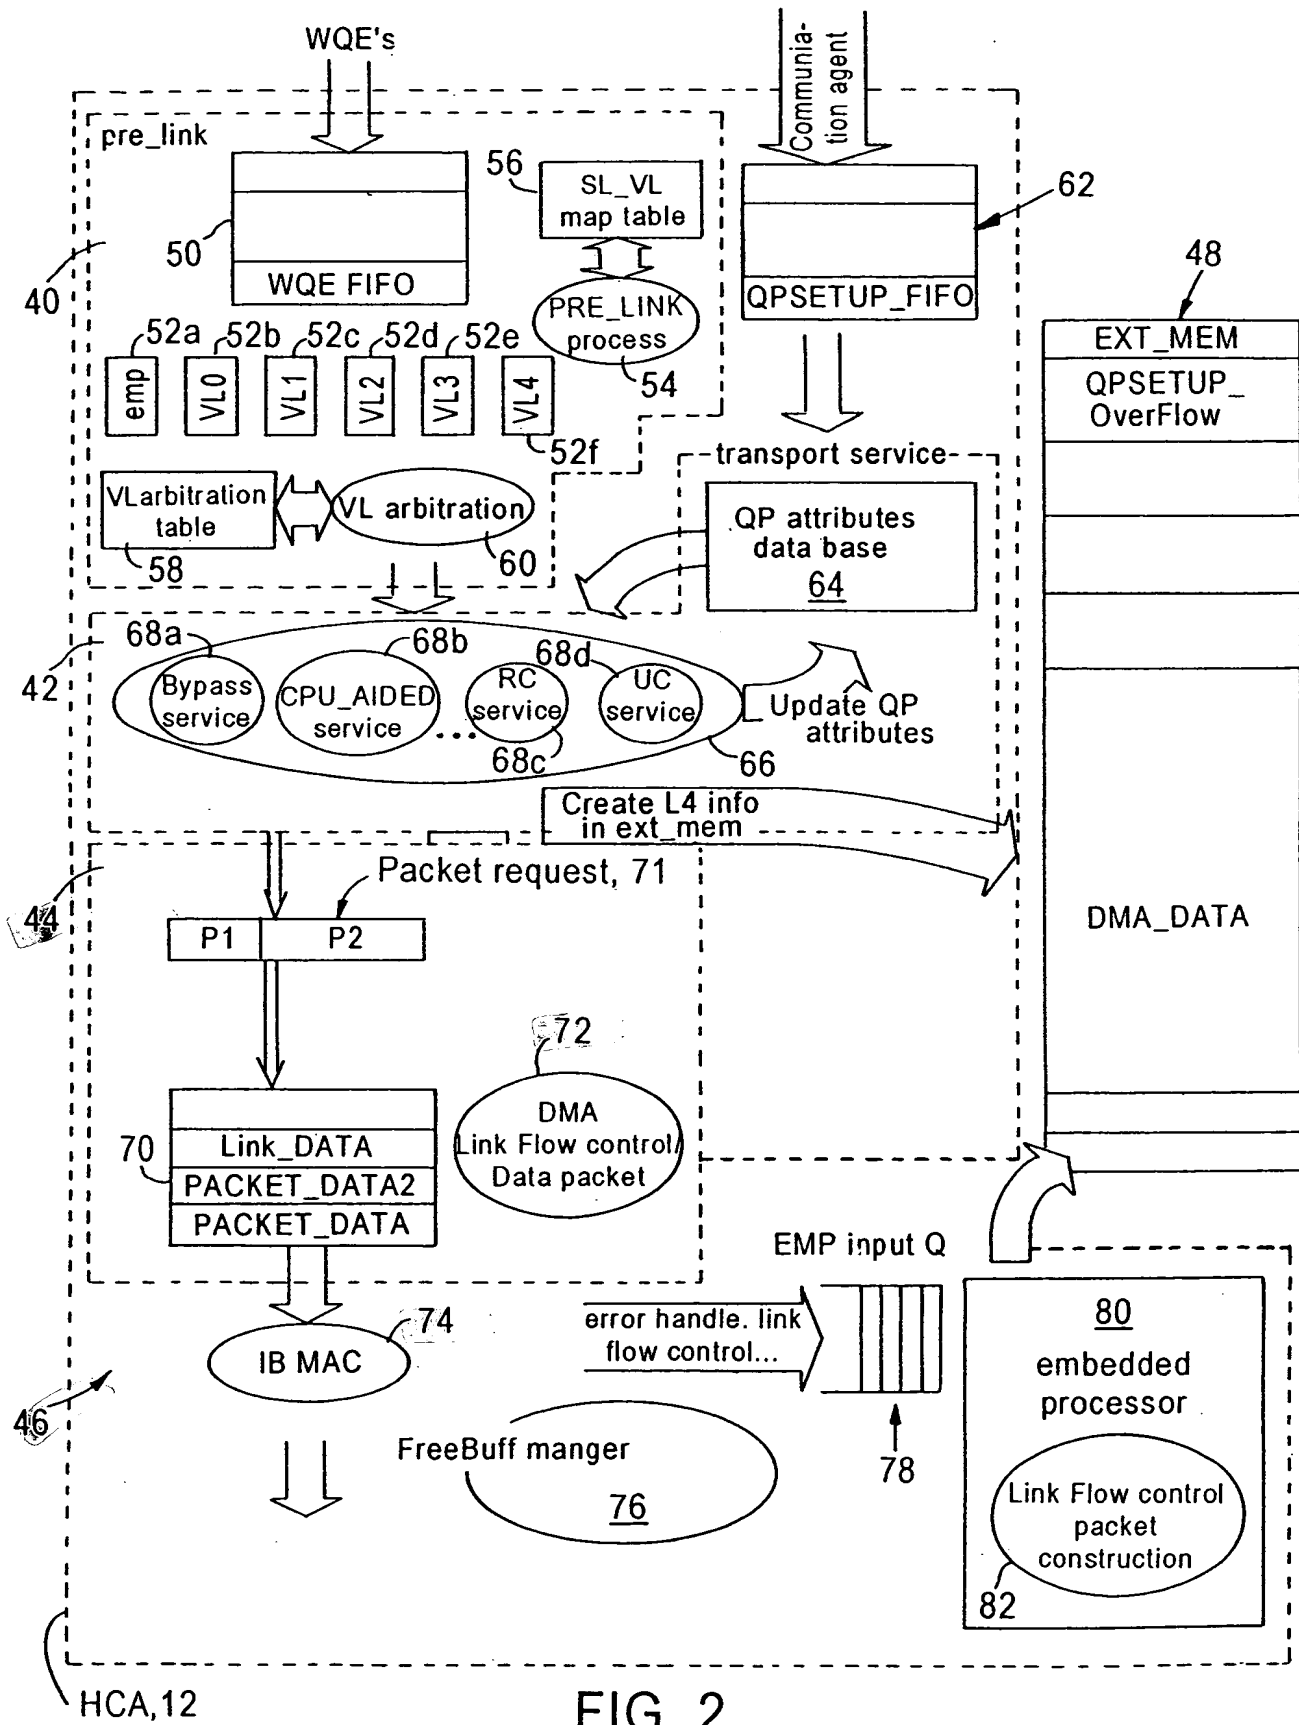 WQE's
Communia-
tion agent
pre_link
56
SL_VL
map table
62
50
WQE FIFO
PRE_LINK
process
54
QPSETUP_FIFO
48
40
EXT_MEM
QPSETUP_
OverFlow
52a
52b
52c
52d
52e
emp
VL0
VL1
VL2
VL3
VL4
52f
transport service
VLarbitration
table
58
VL arbitration
60
QP attributes
data base
64
42
68a
68b
68d
Bypass
service
CPU_AIDED
service
...
RC
service
68c
UC
service
66
Update QP
attributes
Create L4 info
in ext_mem
44
Packet request, 71
P1
P2
DMA_DATA
72
70
Link_DATA
PACKET_DATA2
PACKET_DATA
DMA
Link Flow control/
Data packet
EMP input Q
74
IB MAC
error handle. link
flow control...
80
embedded
processor
46
78
FreeBuff manger
76
Link Flow control
packet
construction
82
HCA,12
FIG. 2